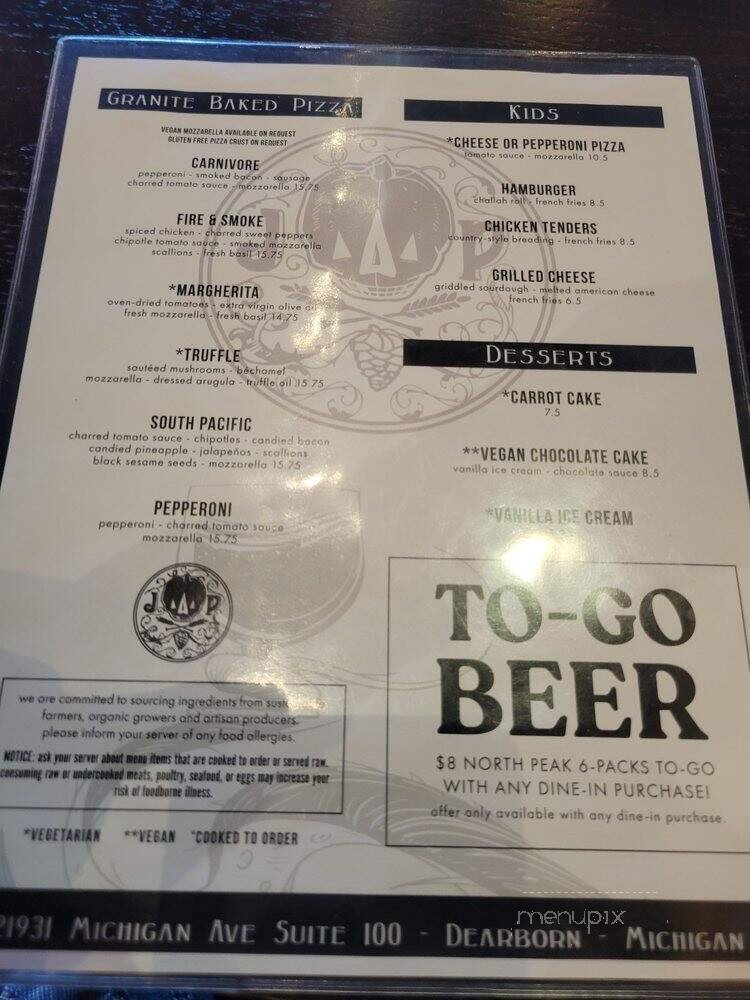 GRANITE BAKED PIZZA
VEGAN MOZZARELLA AVAILABLE ON REQUEST
GLUTEN FREE PIZZA CRUST ON REQUEST
CARNIVORE
pepperoni - smoked bacon - sausage
charred tomato sauce - mozzarella 15.75
FIRE & SMOKE
spiced chicken - charred sweet peppers
chipotle tomato sauce - smoked mozzarella
scallions - fresh basil 15.75
*MARGHERITA
oven-dried tomatoes - extra virgin olive
fresh mozzarella - fresh basil 14.75
*TRUFFLE
sautéed mushrooms - béchamel
mozzarella - dressed arugula - truffle oil 15.75
SOUTH PACIFIC
charred tomato sauce - chipotles - candied bacon
candied pineapple - jalapeños - scallions
black sesame seeds - mozzarella 15.75
PEPPERONI
pepperoni - charred tomato sauce
mozzarella 15.75
J P
we are committed to sourcing ingredients from
farmers, organic growers and artisan producers.
please inform your server of any food allergies.
NOTICE: ask your server about menu items that are cooked to order or served raw.
consuming raw or undercooked meats, poultry, seafood, or eggs may increase your
risk of foodborne illness.
*VEGETARIAN **VEGAN "COOKED TO ORDER
KIDS
*CHEESE OR PEPPERONI PIZZA
tomato sauce - mozzarella 10.5
HAMBURGER
challah roll - french fries 8.5
CHICKEN TENDERS
country-style breading - french fries 8.5
GRILLED CHEESE
griddled sourdough - melted american cheese
french fries 6.5
DESSERTS
*CARROT CAKE
7.5
**VEGAN CHOCOLATE CAKE
vanilla ice cream - chocolate sauce 8.5
*VANILLA ICE CREAM
TO-GO
BEER
$8 NORTH PEAK 6-PACKS TO-GO
WITH ANY DINE-IN PURCHASE!
offer only available with any dine-in purchase.
21931 MICHIGAN AVE SUITE 100 - DEARBORN - MICHIGAN
menupix